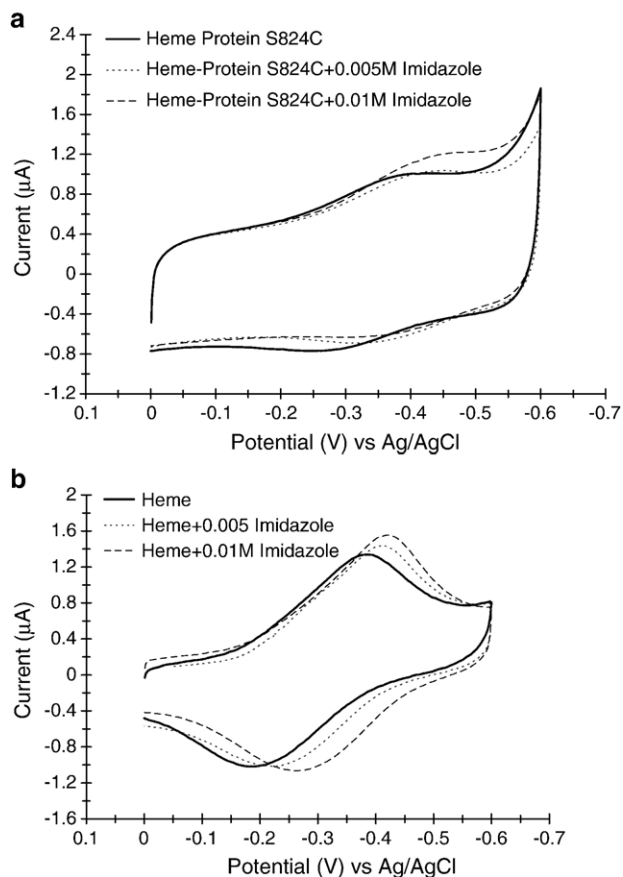 a
2.4
Heme Protein S824C
2
Heme-Protein S824C+0.005M Imidazole
1.6
Heme-Protein S824C+0.01M Imidazole
1.2
0.8
0.4
0
-0.4
-0.8
-1.2
Current (µA)
0.1 0 -0.1 -0.2 -0.3 -0.4 -0.5 -0.6 -0.7
Potential (V) vs Ag/AgCl
b
2
Heme
1.6
Heme+0.005 Imidazole
Heme+0.01M Imidazole
1.2
0.8
0.4
0
-0.4
-0.8
-1.2
-1.6
Current (µA)
0.1 0 -0.1 -0.2 -0.3 -0.4 -0.5 -0.6 -0.7
Potential (V) vs Ag/AgCl